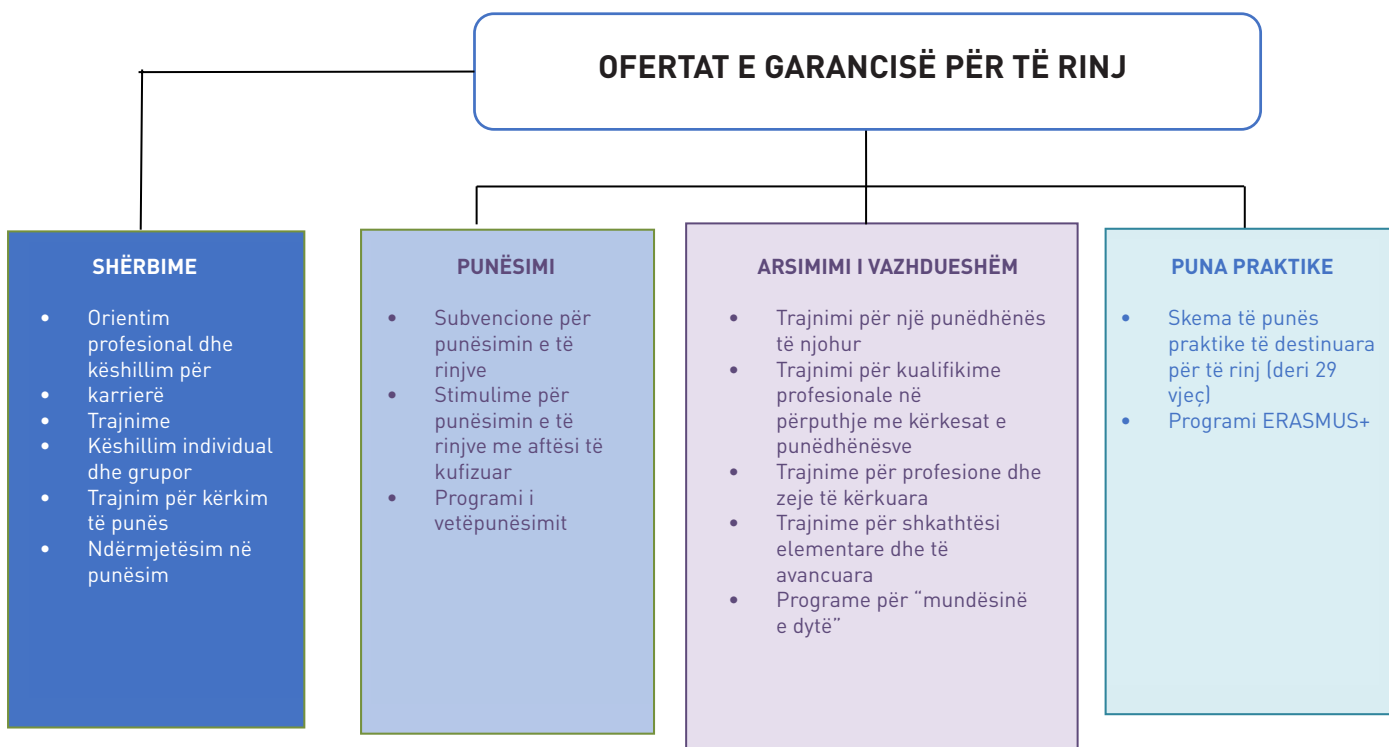 OFERTAT E GARANCISË PËR TË RINJ
SHËRBIME
• Orientim
profesional dhe
këshillim për
• karrierë
• Trajnime
• Këshillim individual
dhe grupor
• Trajnim për kërkim
të punës
• Ndërmjetësim në
punësim
PUNËSIMI
• Subvencione për
punësimin e të
rinjve
• Stimulime për
punësimin e të
rinjve me aftësi të
kufizuar
• Programi i
vetëpunësimit
ARSIMIMI I VAZHDUESHËM
• Trajnimi për një punëdhënës
të njohur
• Trajnimi për kualifikime
profesionale në
përputhje me kërkesat e
punëdhënësve
• Trajnime për profesione dhe
zeje të kërkuara
• Trajnime për shkathtësi
elementare dhe të
avancuara
• Programe për “mundësinë
e dytë”
PUNA PRAKTIKE
• Skema të punës
praktike të destinuara
për të rinj (deri 29
vjeç)
• Programi ERASMUS+